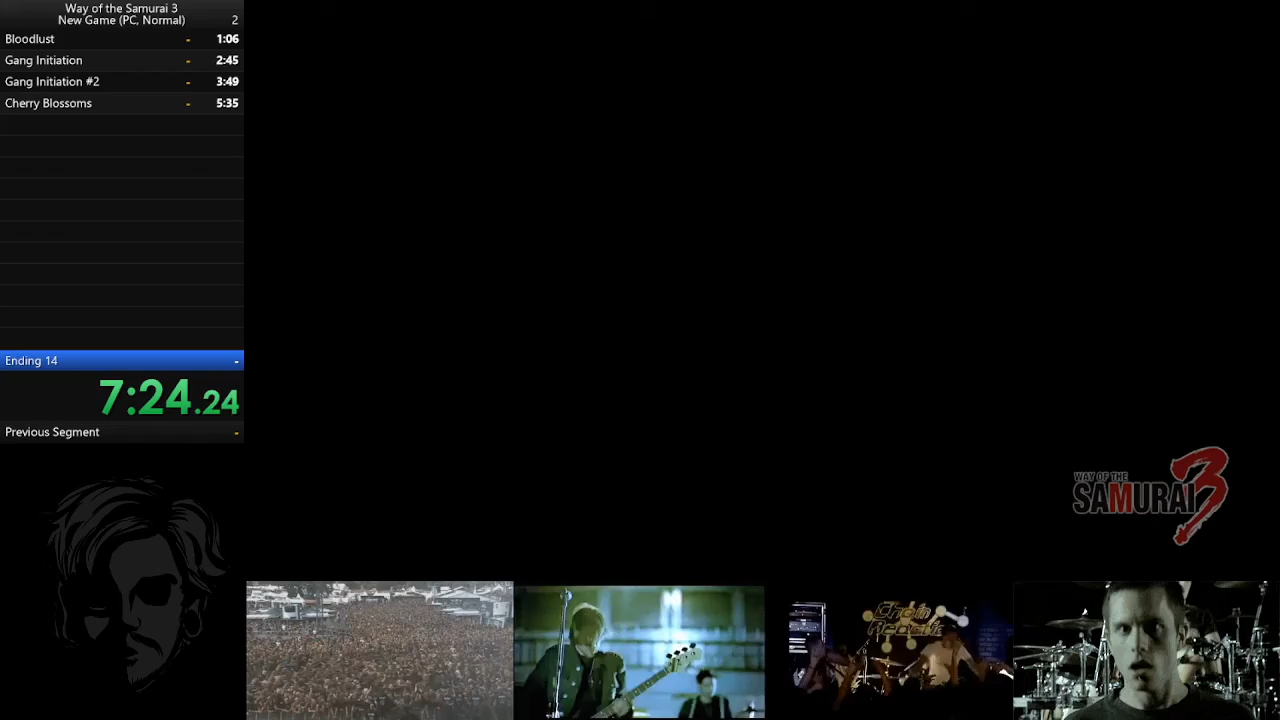 Way of the Samurai 3
New Game (PC, Normal)
2
Bloodlust - 1:06
Gang Initiation - 2:45
Gang Initiation #2 - 3:49
Cherry Blossoms - 5:35
Ending 14 -
7:24.24
Previous Segment -
WAY OF THE
SAMURAI 3
Chain